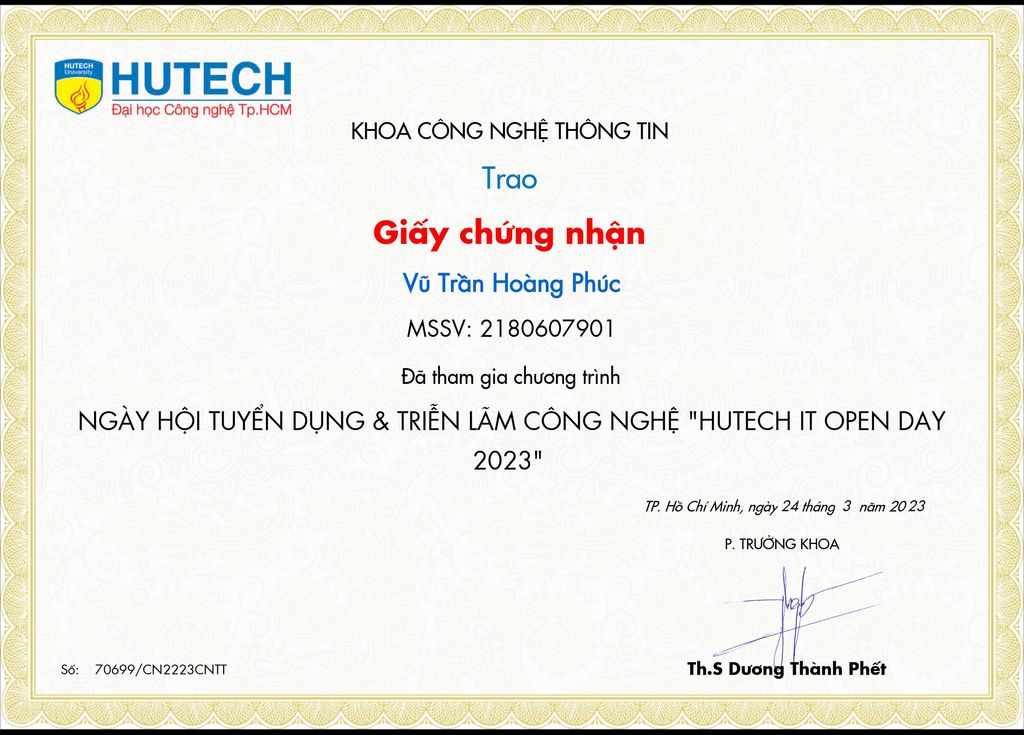 HUTECH
University
HUTECH
Đại học Công nghệ Tp.HCM
KHOA CÔNG NGHỆ THÔNG TIN
Trao
Giấy chứng nhận
Vũ Trần Hoàng Phúc
MSSV: 2180607901
Đã tham gia chương trình
NGÀY HỘI TUYỂN DỤNG & TRIỄN LÃM CÔNG NGHỆ "HUTECH IT OPEN DAY
2023"
TP. Hồ Chí Minh, ngày 24 tháng 3 năm 2023
P. TRƯỞNG KHOA
Th.S Dương Thành Phết
Số: 70699/CN2223CNTT